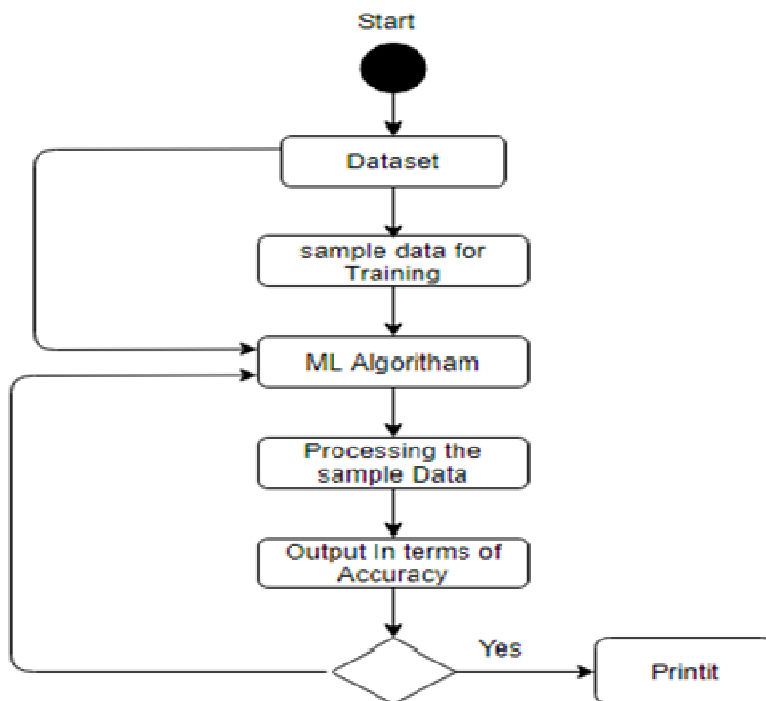 Start
Dataset
sample data for
Training
ML Algoritham
Processing the
sample Data
Output In terms of
Accuracy
Yes
Printit